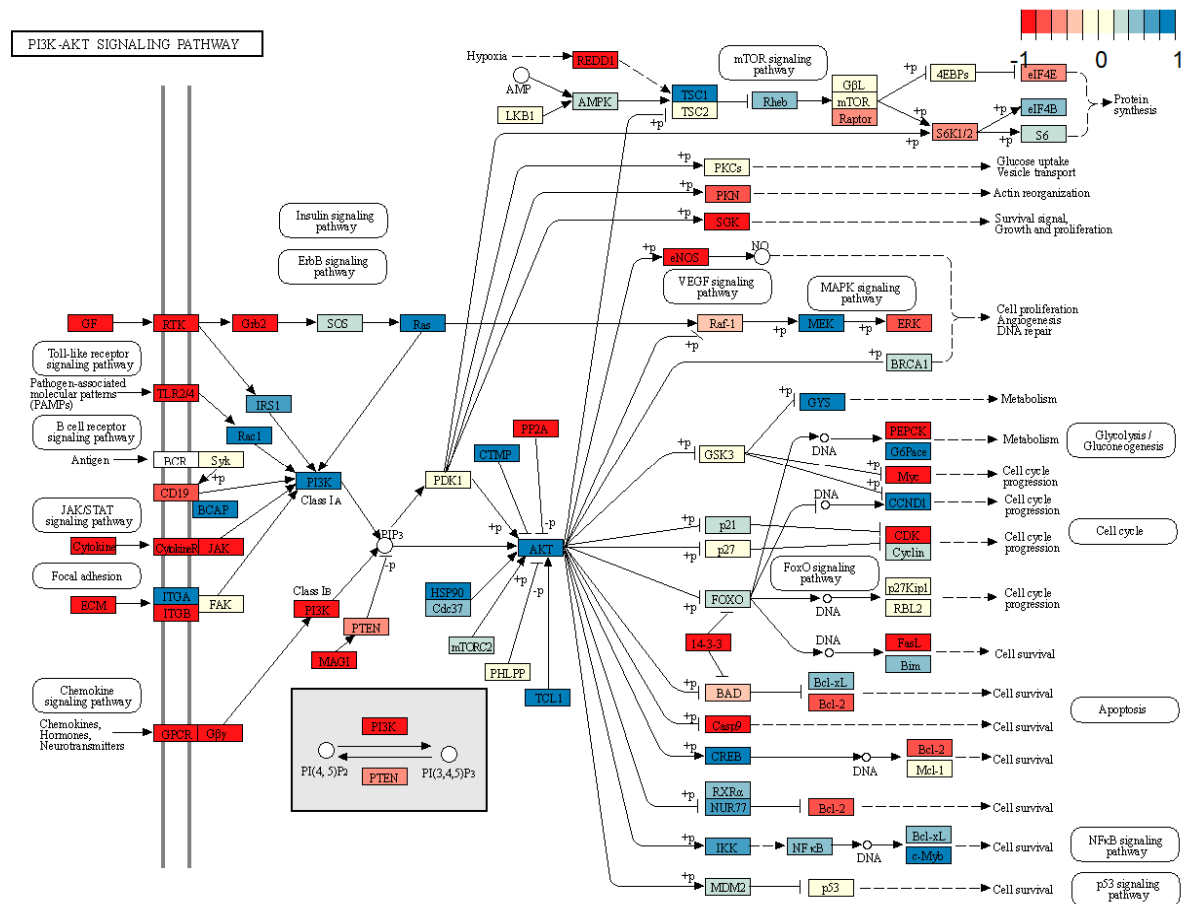 PI3K-AKT SIGNALING PATHWAY
-1 0 1
Hypoxia
REDD1
mTOR signaling
pathway
AMP
LKB1
AMPK
TSC1
TSC2
+p
Rheb
GβL
mTOR
Raptor
+p
4EBPs
eIF4E
+p
S6K1/2
+p
eIF4B
+p
S6
Protein
synthesis
+p
PKCs
Glucose uptake
Vesicle transport
+p
PKN
Actin reorganization
+p
SGK
Survival signal,
Growth and proliferation
Insulin signaling
pathway
ErbB signaling
pathway
+p
eNOS
NO
VEGF signaling
pathway
MAPK signaling
pathway
GF
RTK
Grb2
SOS
Ras
Raf-1
+p
+p
MEK
+p
ERK
Cell proliferation
Angiogenesis
DNA repair
+p
BRCA1
Toll-like receptor
signaling pathway
Pathogen-associated
molecular patterns
(PAMPs)
TLR2/4
IRS1
Rac1
B cell receptor
signaling pathway
Antigen
BCR
Syk
+p
CD19
BCAP
PI3K
Class IA
JAK/STAT
signaling pathway
Cytokine
CytokineR
JAK
Focal adhesion
ECM
ITGA
ITGB
FAK
PIP3
-p
Class IB
PI3K
PTEN
MAGI
Chemokine
signaling pathway
Chemokines,
Hormones,
Neurotransmitters
GPCR
Gβγ
PI3K
PI(4, 5)P2
PI(3,4,5)P3
PTEN
PDK1
+p
CTMP
PP2A
-p
AKT
+p
-p
HSP90
Cdc37
mTORC2
PHLPP
TCL1
GYS
+p
Metabolism
+p
GSK3
DNA
PEPCK
G6Pace
Metabolism
Glycolysis /
Gluconeogenesis
+p
+p
Myc
Cell cycle
progression
DNA
CCND1
Cell cycle
progression
+p
p21
+p
p27
CDK
Cyclin
Cell cycle
progression
Cell cycle
FoxO signaling
pathway
+p
FOXO
DNA
p27Kip1
RBL2
Cell cycle
progression
14-3-3
DNA
FasL
Bim
Cell survival
+p
BAD
Bcl-xL
Bcl-2
Cell survival
Apoptosis
+p
Casp9
Cell survival
+p
CREB
DNA
Bcl-2
Mcl-1
Cell survival
+p
RXRα
NUR77
Bcl-2
Cell survival
+p
IKK
NFκB
DNA
Bcl-xL
c-Myb
Cell survival
NFκB signaling
pathway
+p
MDM2
p53
Cell survival
p53 signaling
pathway